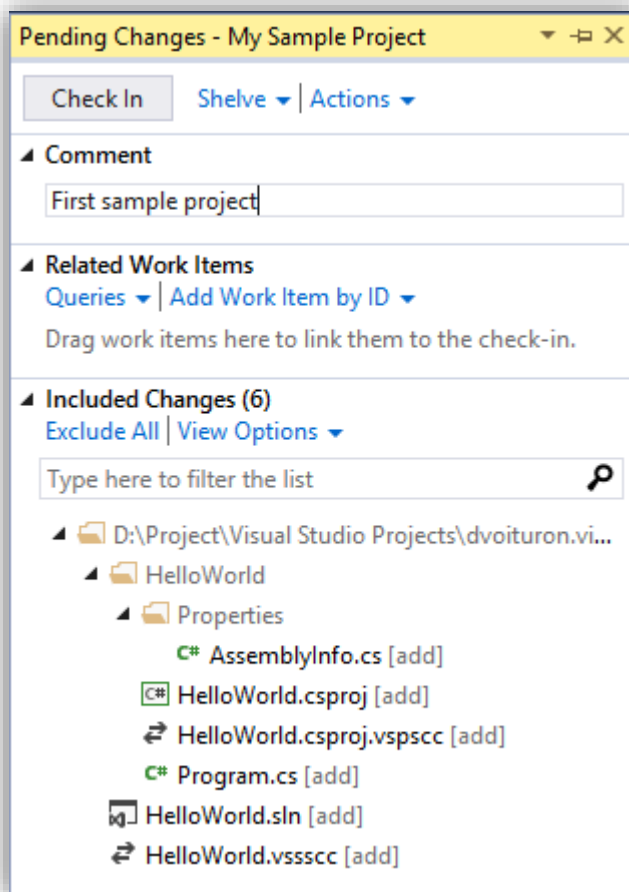 Pending Changes - My Sample Project
Check In Shelve Actions
Comment
First sample project
Related Work Items
Queries Add Work Item by ID
Drag work items here to link them to the check-in.
Included Changes (6)
Exclude All View Options
Type here to filter the list
D:\Project\Visual Studio Projects\dvoituron.vi...
HelloWorld
Properties
C# AssemblyInfo.cs [add]
C# HelloWorld.csproj [add]
HelloWorld.csproj.vspscc [add]
C# Program.cs [add]
HelloWorld.sln [add]
HelloWorld.vssscc [add]